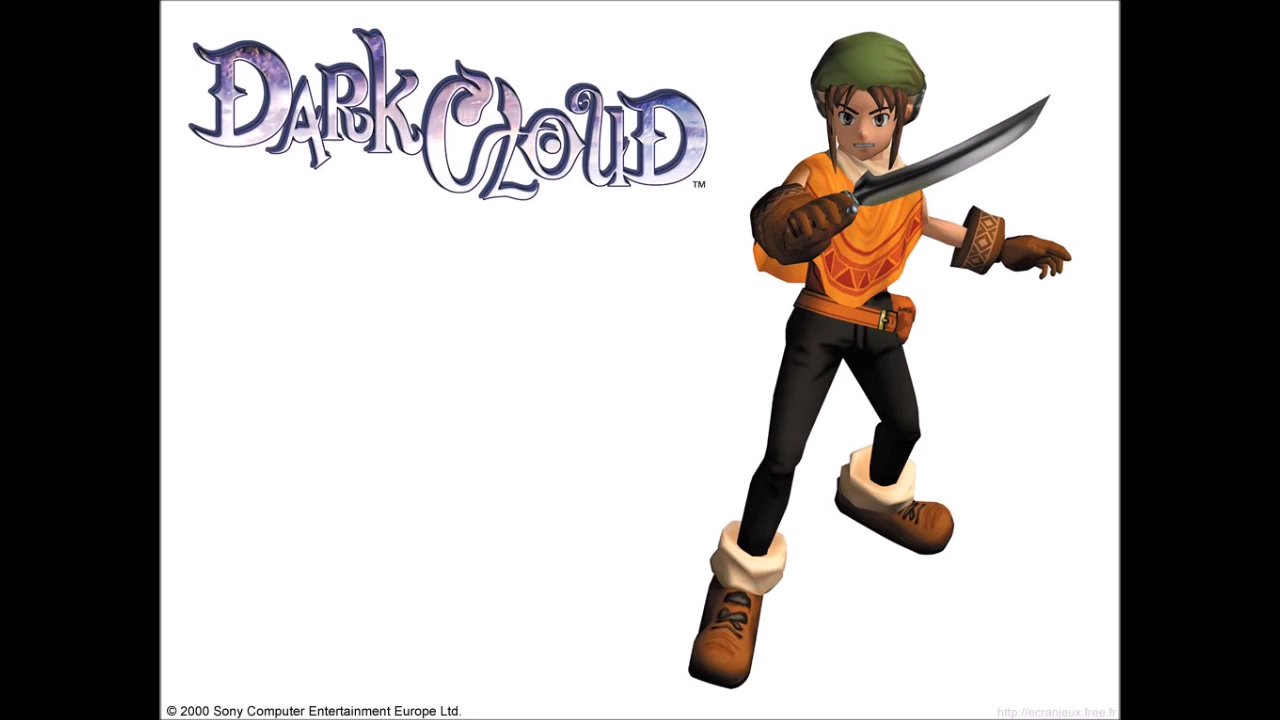 DARK CLOUD™
© 2000 Sony Computer Entertainment Europe Ltd.
http://ecranjeux.free.fr